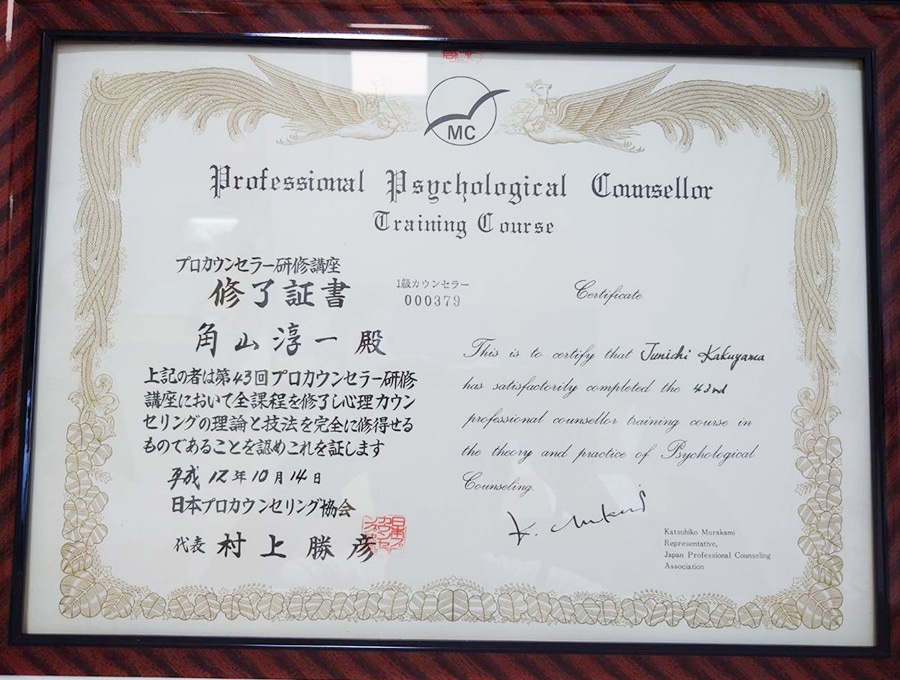 MC
Professional Psychological Counsellor
Training Course
プロカウンセラー研修講座
修了証書
1級カウンセラー
000379
角山淳一殿
上記の者は第43回プロカウンセラー研修
講座において全課程を修了し心理カウン
セリングの理論と技法を完全に修得せる
ものであることを認めこれを証します
平成12年10月14日
日本プロカウンセリング協会
代表 村上勝彦
Certificate
This is to certify that Junichi Kakuyama
has satisfactorily completed the 43nd
professional counsellor training course in
the theory and practice of Psychological
Counseling.
Katsuhiko Murakami
Representative,
Japan Professional Counseling
Association